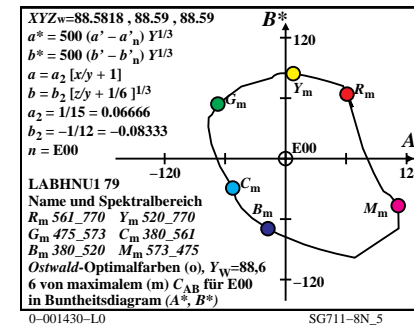 XYZw=88.5818 , 88.59 , 88.59
a* = 500 (a' – a'n) Y1/3
b* = 500 (b' – b'n) Y1/3
a = a2 [x/y + 1]
b = b2 [z/y + 1/6 ]1/3
a2 = 1/15 = 0.06666
b2 = –1/12 = –0.08333
n = E00
B*
120
Ym
Rm
Gm
E00
A
–120
12
Cm
Bm
Mm
–120
LABHNU1 79
Name und Spektralbereich
Rm 561_770 Ym 520_770
Gm 475_573 Cm 380_561
Bm 380_520 Mm 573_475
Ostwald-Optimalfarben (o), YW=88,6
6 von maximalem (m) CAB für E00
in Buntheitsdiagram (A*, B*)
0–001430–L0
SG711–8N_5